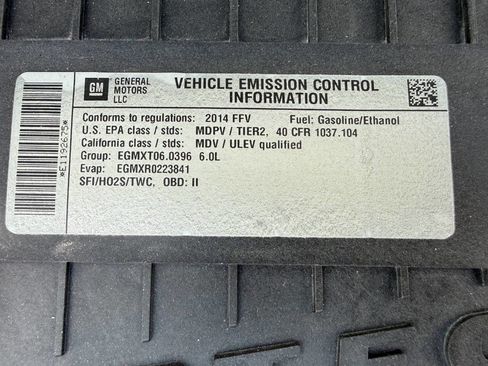 GM GENERAL MOTORS LLC
VEHICLE EMISSION CONTROL INFORMATION
Conforms to regulations: 2014 FFV Fuel: Gasoline/Ethanol
U.S. EPA class / stds: MDPV / TIER2, 40 CFR 1037.104
California class / stds: MDV / ULEV qualified
Group: EGMXT06.0396 6.0L
Evap: EGMXR0223841
SFI/HO2S/TWC, OBD: II
*E1192675*